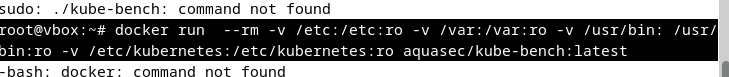 sudo: ./kube-bench: command not found
root@vbox:~# docker run  --rm -v /etc:/etc:ro -v /var:/var:ro -v /usr/bin: /usr/
bin:ro -v /etc/kubernetes:/etc/kubernetes:ro aquasec/kube-bench:latest
-bash: docker: command not found